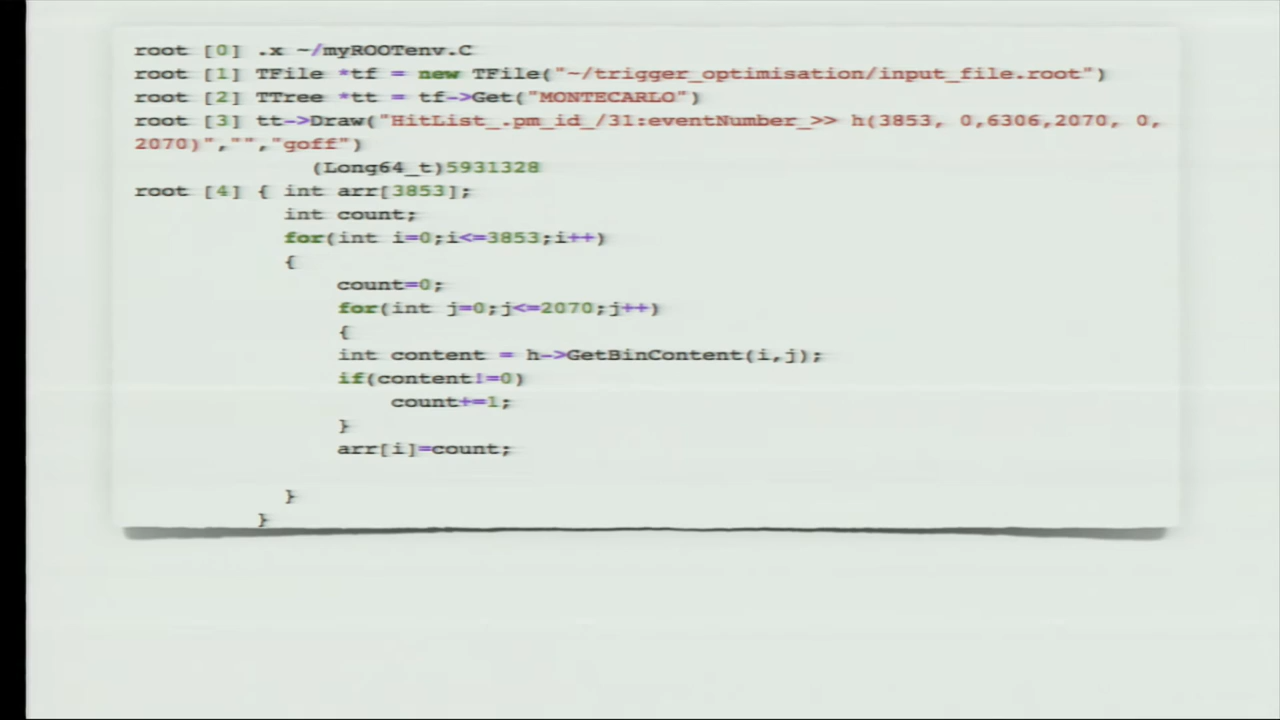 root [0] .x ~/myROOTenv.C
root [1] TFile *tf = new TFile("~/trigger_optimisation/input_file.root")
root [2] TTree *tt = tf->Get("MONTECARLO")
root [3] tt->Draw("HitList_.pm_id_/31:eventNumber_>> h(3853, 0,6306,2070, 0,
2070)","","goff")
(Long64_t)5931328
root [4] { int arr[3853];
int count;
for(int i=0;i<=3853;i++)
{
count=0;
for(int j=0;j<=2070;j++)
{
int content = h->GetBinContent(i,j);
if(content!=0)
count+=1;
}
arr[i]=count;
}
}